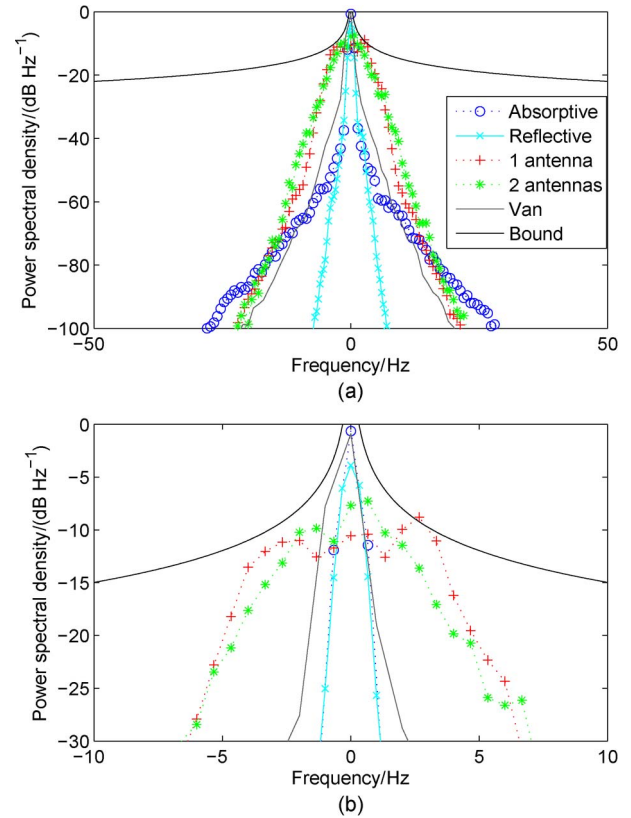 0
−20
−40
−60
−80
−100
Power spectral density/(dB Hz⁻¹)
Absorptive
Reflective
1 antenna
2 antennas
Van
Bound
−50 0 50
Frequency/Hz
(a)
0
−5
−10
−15
−20
−25
−30
Power spectral density/(dB Hz⁻¹)
−10 −5 0 5 10
Frequency/Hz
(b)